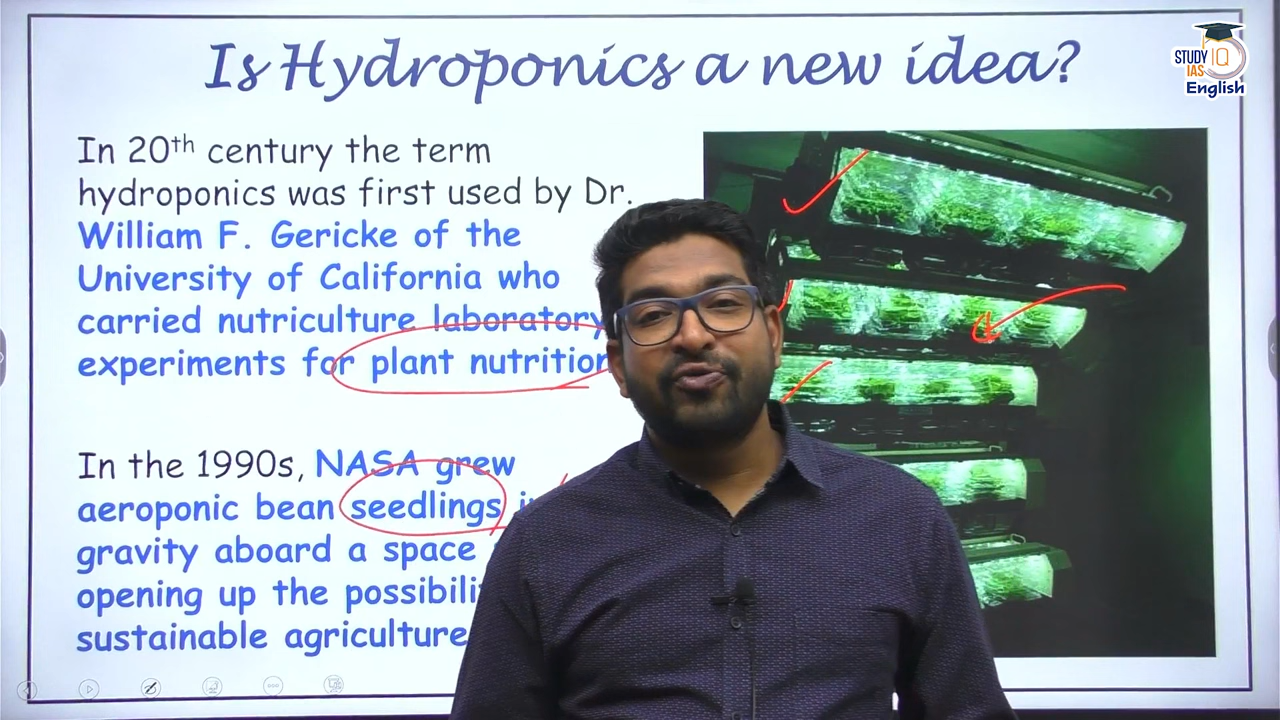 Is Hydroponics a new idea?
STUDY IQ
IAS
English
In 20th century the term
hydroponics was first used by Dr.
William F. Gericke of the
University of California who
carried nutriculture laboratory
experiments for plant nutrition
In the 1990s, NASA grew
aeroponic bean seedlings
gravity aboard a space
opening up the
sustainable agriculture